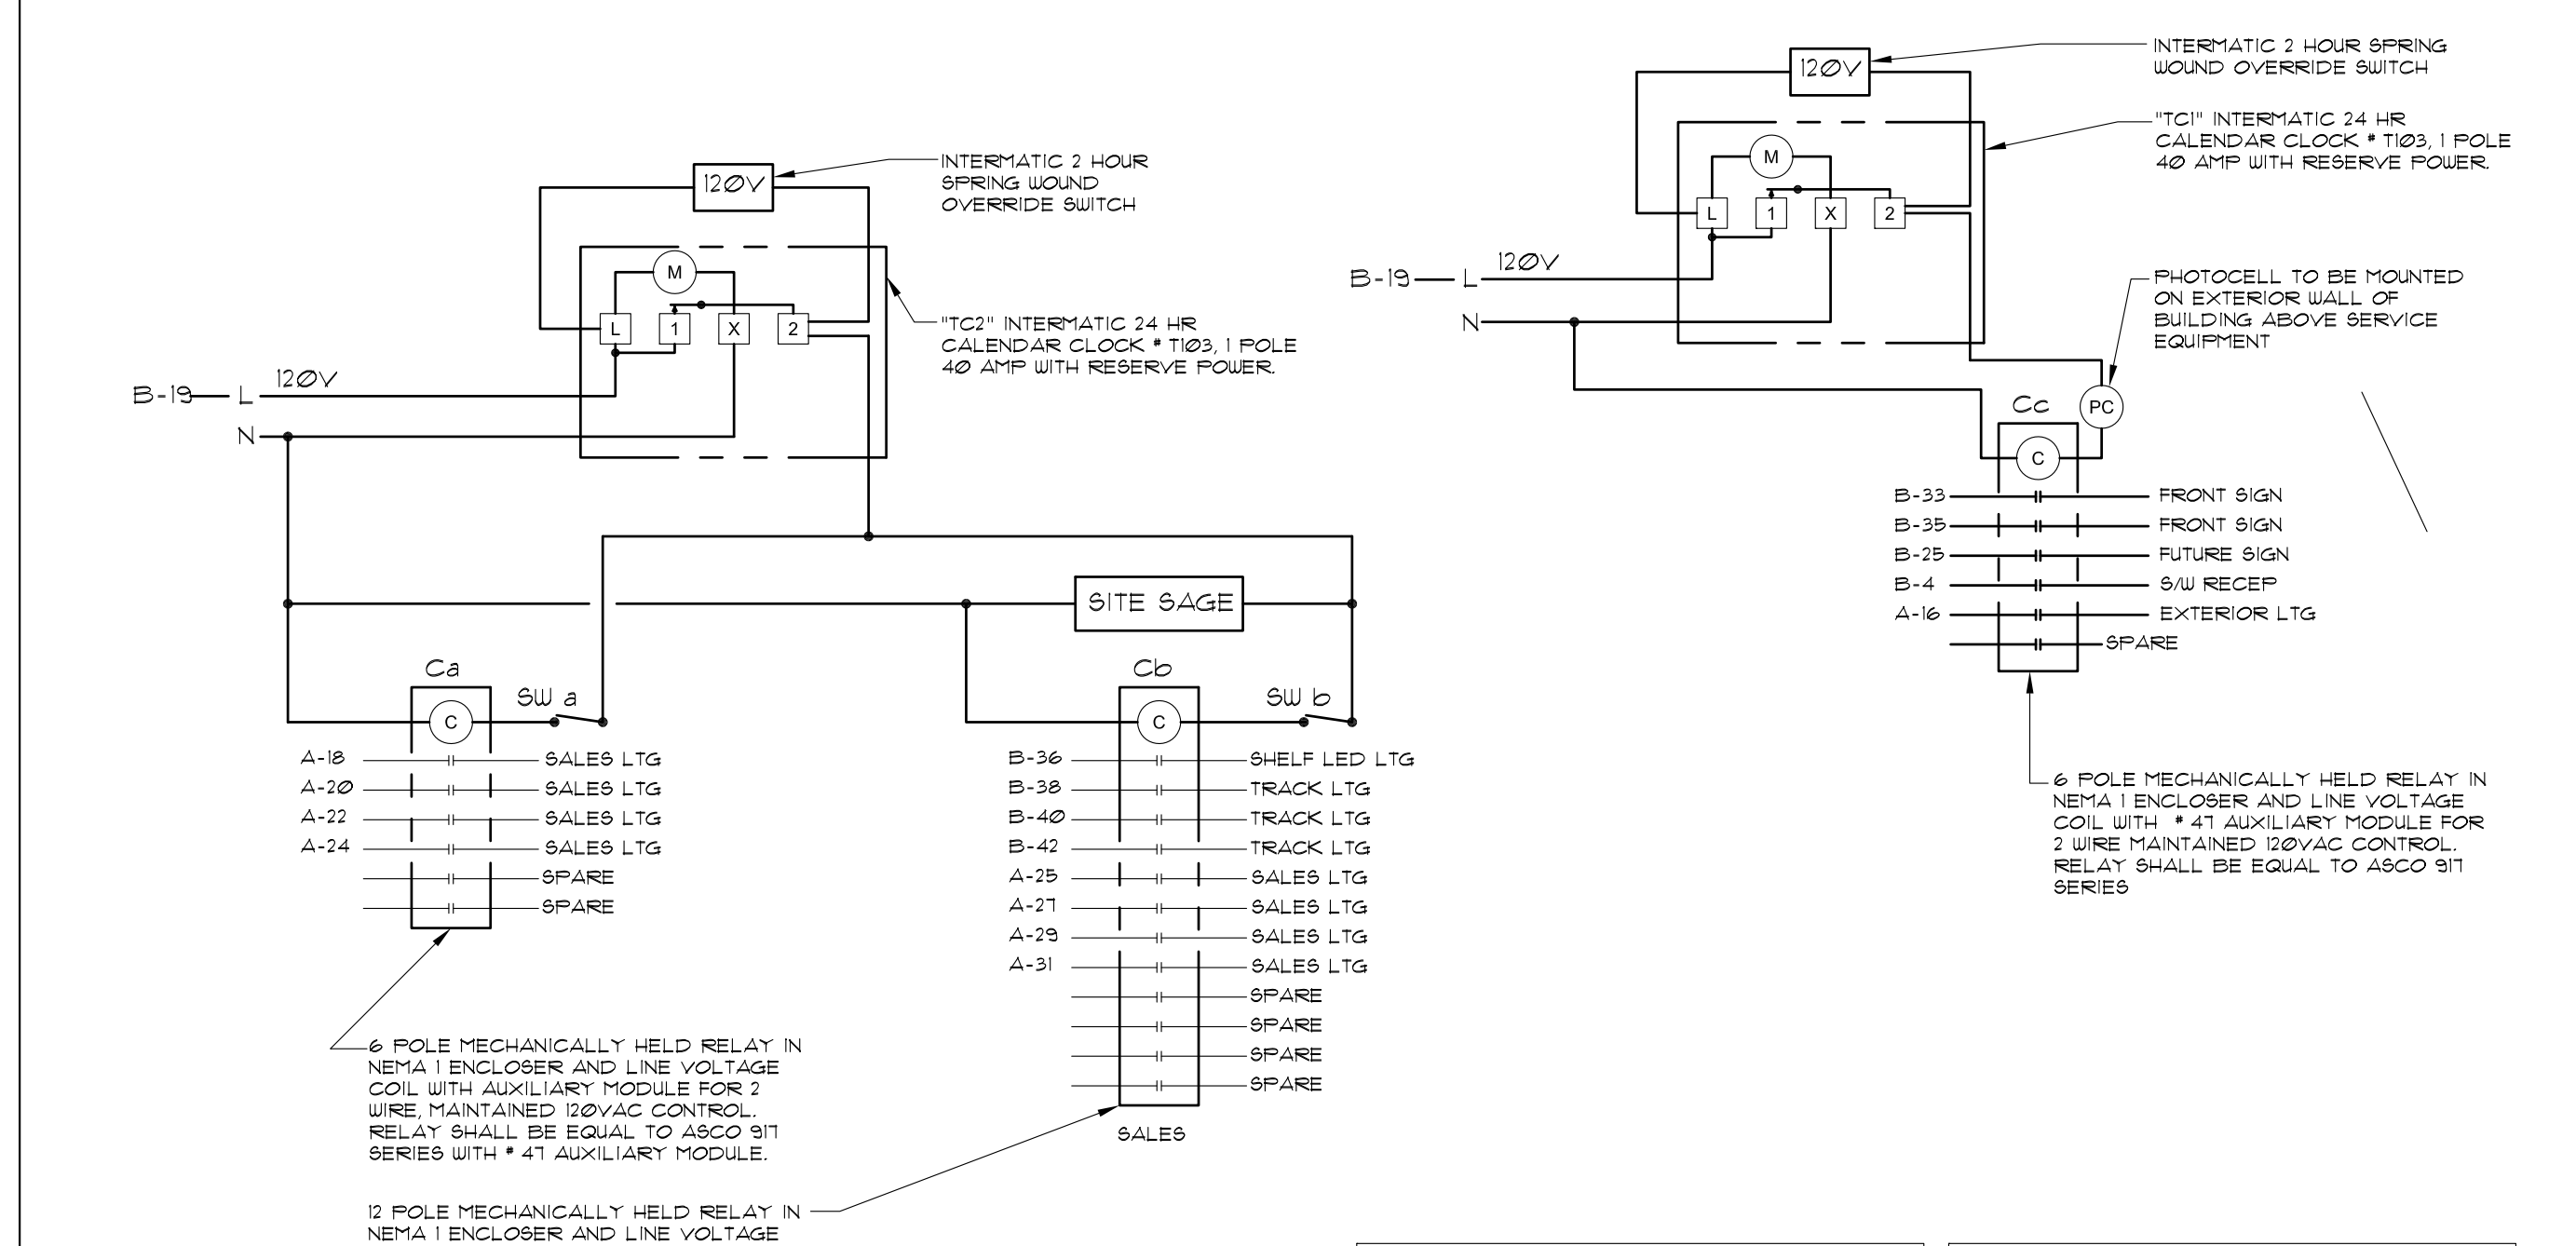 INTERMATIC 2 HOUR
SPRING WOUND
OVERRIDE SWITCH
120V
M
L 1 X 2
"TC2" INTERMATIC 24 HR
CALENDAR CLOCK # T103, 1 POLE
40 AMP WITH RESERVE POWER.
B-19 L 120V
N
SITE SAGE
Ca
C
SW a
A-18 SALES LTG
A-20 SALES LTG
A-22 SALES LTG
A-24 SALES LTG
SPARE
SPARE
6 POLE MECHANICALLY HELD RELAY IN
NEMA 1 ENCLOSER AND LINE VOLTAGE
COIL WITH AUXILIARY MODULE FOR 2
WIRE, MAINTAINED 120VAC CONTROL.
RELAY SHALL BE EQUAL TO ASCO 917
SERIES WITH # 47 AUXILIARY MODULE.
Cb
C
SW b
B-36 SHELF LED LTG
B-38 TRACK LTG
B-40 TRACK LTG
B-42 TRACK LTG
A-25 SALES LTG
A-27 SALES LTG
A-29 SALES LTG
A-31 SALES LTG
SPARE
SPARE
SPARE
SPARE
SALES
12 POLE MECHANICALLY HELD RELAY IN
NEMA 1 ENCLOSER AND LINE VOLTAGE
INTERMATIC 2 HOUR SPRING
WOUND OVERRIDE SWITCH
120V
"TC1" INTERMATIC 24 HR
CALENDAR CLOCK # T103, 1 POLE
40 AMP WITH RESERVE POWER.
M
L 1 X 2
B-19 L 120V
N
PHOTOCELL TO BE MOUNTED
ON EXTERIOR WALL OF
BUILDING ABOVE SERVICE
EQUIPMENT
Cc
PC
C
B-33 FRONT SIGN
B-35 FRONT SIGN
B-25 FUTURE SIGN
B-4 S/W RECEP
A-16 EXTERIOR LTG
SPARE
6 POLE MECHANICALLY HELD RELAY IN
NEMA 1 ENCLOSER AND LINE VOLTAGE
COIL WITH # 47 AUXILIARY MODULE FOR
2 WIRE MAINTAINED 120VAC CONTROL.
RELAY SHALL BE EQUAL TO ASCO 917
SERIES